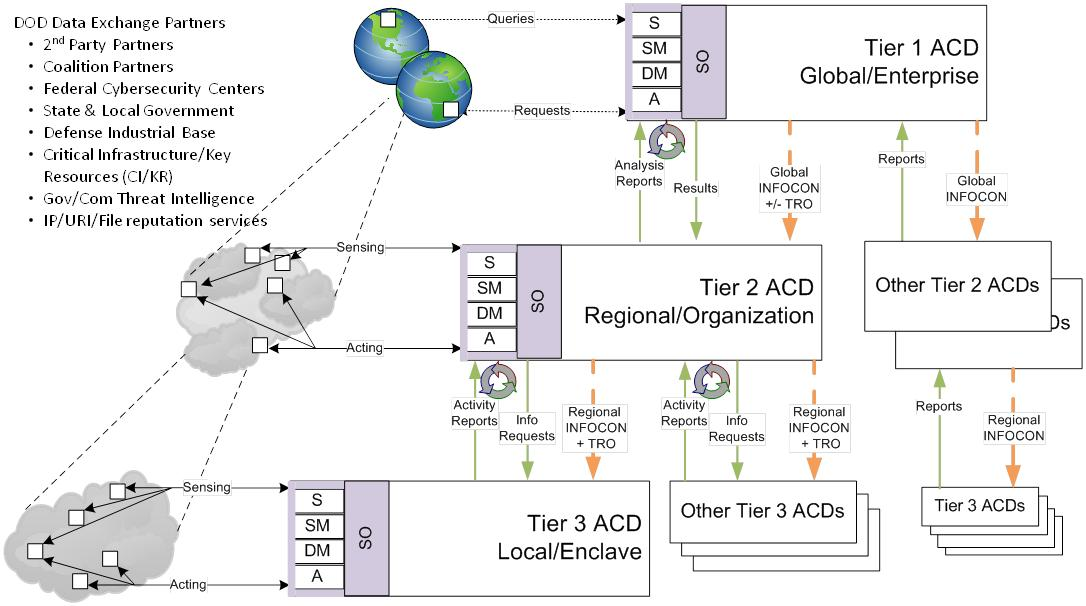 DOD Data Exchange Partners
• 2nd Party Partners
• Coalition Partners
• Federal Cybersecurity Centers
• State & Local Government
• Defense Industrial Base
• Critical Infrastructure/Key
Resources (CI/KR)
• Gov/Com Threat Intelligence
• IP/URI/File reputation services
Queries
Requests
S
SM
DM
A
SO
Tier 1 ACD
Global/Enterprise
Analysis
Reports
Results
Global
INFOCON
+/- TRO
Reports
Global
INFOCON
Sensing
Acting
S
SM
DM
A
SO
Tier 2 ACD
Regional/Organization
Other Tier 2 ACDs
Ds
Activity
Reports
Info
Requests
Regional
INFOCON
+ TRO
Activity
Reports
Info
Requests
Regional
INFOCON
+ TRO
Reports
Regional
INFOCON
Sensing
Acting
S
SM
DM
A
SO
Tier 3 ACD
Local/Enclave
Other Tier 3 ACDs
Tier 3 ACDs